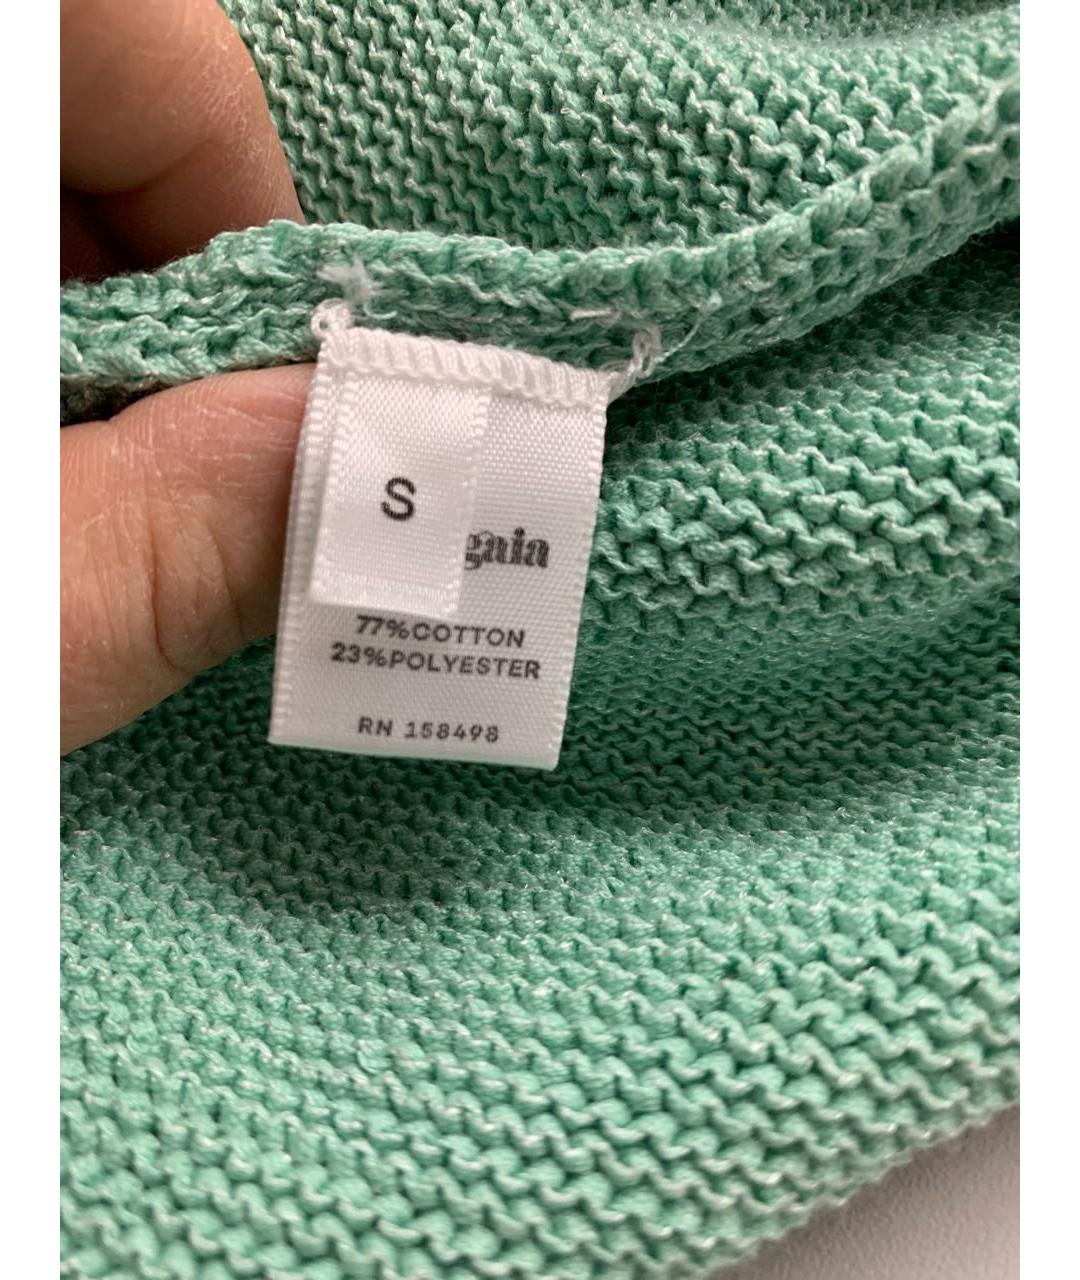 S
gaia
77%COTTON
23%POLYESTER
RN 158498